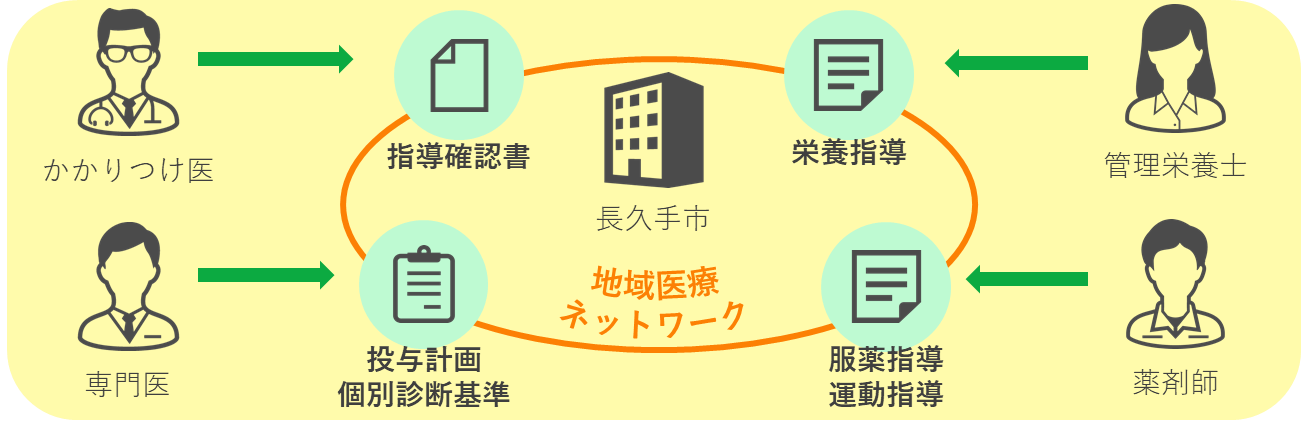 かかりつけ医
指導確認書
長久手市
栄養指導
管理栄養士
専門医
投与計画
個別診断基準
地域医療
ネットワーク
服薬指導
運動指導
薬剤師